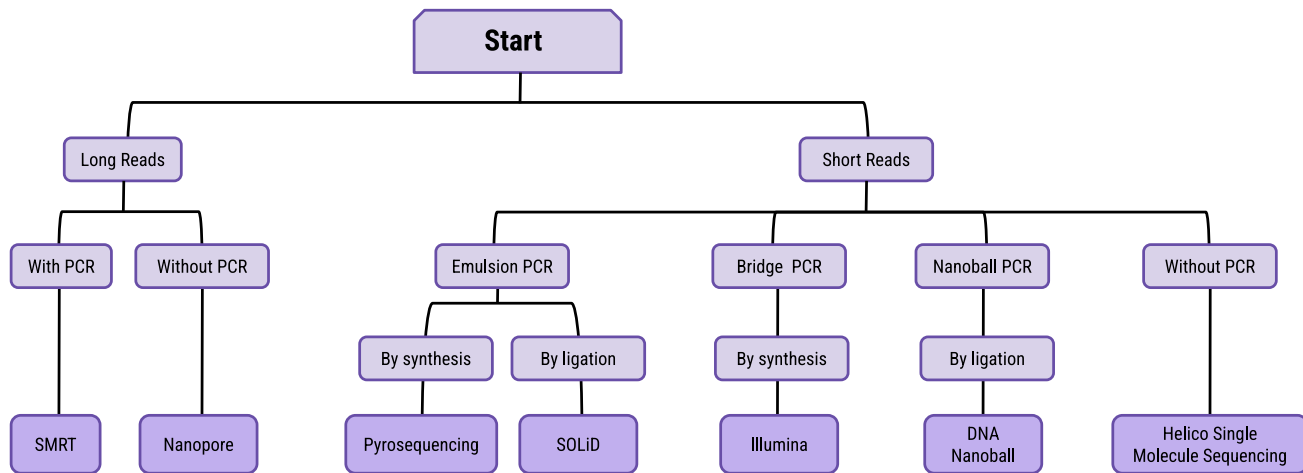 Start
Long Reads
Short Reads
With PCR
Without PCR
Emulsion PCR
Bridge PCR
Nanoball PCR
Without PCR
By synthesis
By ligation
By synthesis
By ligation
SMRT
Nanopore
Pyrosequencing
SOLiD
Illumina
DNA
Nanoball
Helico Single
Molecule Sequencing